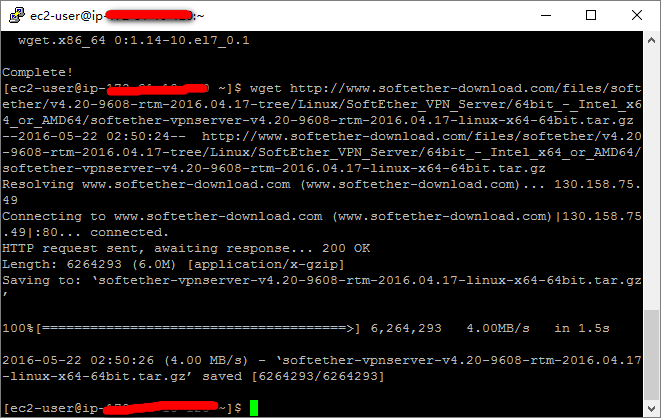 ec2-user@ip- :~
wget.x86_64 0:1.14-10.el7_0.1
Complete!
[ec2-user@ip- ~]$ wget http://www.softether-download.com/files/soft
ether/v4.20-9608-rtm-2016.04.17-tree/Linux/SoftEther_VPN_Server/64bit_-_Intel_x6
4_or_AMD64/softether-vpnserver-v4.20-9608-rtm-2016.04.17-linux-x64-64bit.tar.gz
--2016-05-22 02:50:24--  http://www.softether-download.com/files/softether/v4.20
-9608-rtm-2016.04.17-tree/Linux/SoftEther_VPN_Server/64bit_-_Intel_x64_or_AMD64/
softether-vpnserver-v4.20-9608-rtm-2016.04.17-linux-x64-64bit.tar.gz
Resolving www.softether-download.com (www.softether-download.com)... 130.158.75.
49
Connecting to www.softether-download.com (www.softether-download.com)|130.158.75
.49|:80... connected.
HTTP request sent, awaiting response... 200 OK
Length: 6264293 (6.0M) [application/x-gzip]
Saving to: ‘softether-vpnserver-v4.20-9608-rtm-2016.04.17-linux-x64-64bit.tar.gz
’
100%[======================================>] 6,264,293   4.00MB/s   in 1.5s
2016-05-22 02:50:26 (4.00 MB/s) - ‘softether-vpnserver-v4.20-9608-rtm-2016.04.17
-linux-x64-64bit.tar.gz’ saved [6264293/6264293]
[ec2-user@ip- ~]$